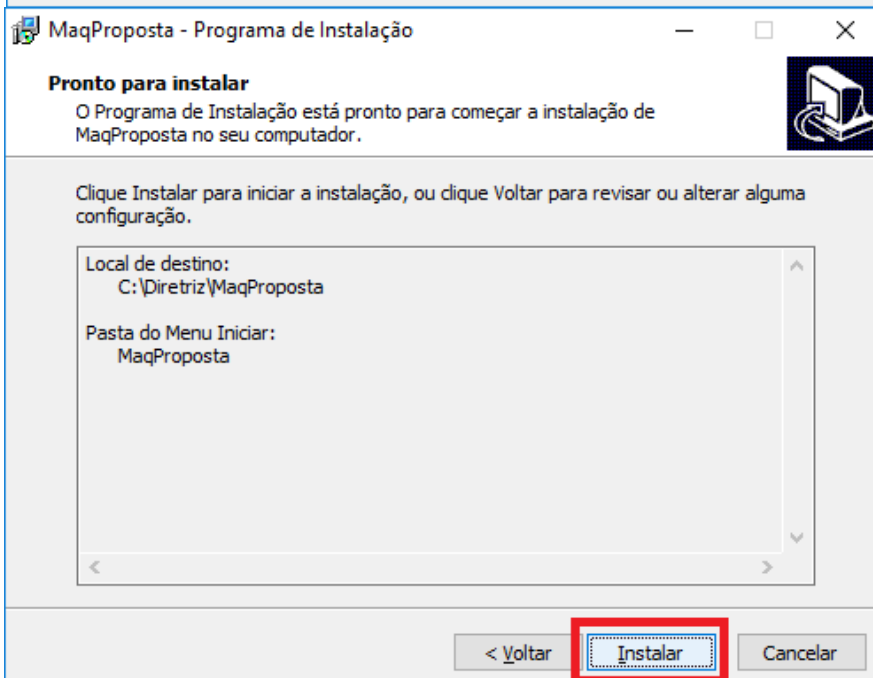 MaqProposta - Programa de Instalação
Pronto para instalar
O Programa de Instalação está pronto para começar a instalação de
MaqProposta no seu computador.
Clique Instalar para iniciar a instalação, ou clique Voltar para revisar ou alterar alguma
configuração.
Local de destino:
C:\Diretriz\MaqProposta
Pasta do Menu Iniciar:
MaqProposta
< Voltar
Instalar
Cancelar